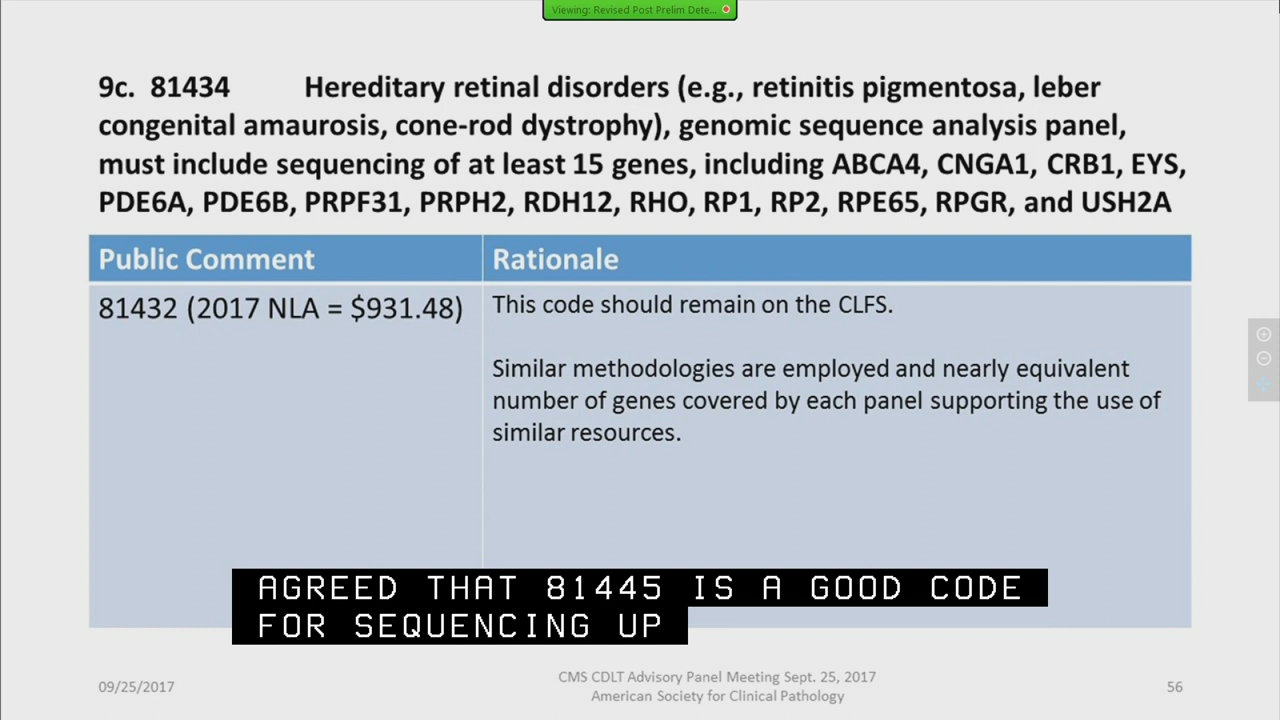 Viewing: Revised Post Prelim Dete...
9c. 81434 Hereditary retinal disorders (e.g., retinitis pigmentosa, leber
congenital amaurosis, cone-rod dystrophy), genomic sequence analysis panel,
must include sequencing of at least 15 genes, including ABCA4, CNGA1, CRB1, EYS,
PDE6A, PDE6B, PRPF31, PRPH2, RDH12, RHO, RP1, RP2, RPE65, RPGR, and USH2A
Public Comment
Rationale
81432 (2017 NLA = $931.48)
This code should remain on the CLFS.
Similar methodologies are employed and nearly equivalent
number of genes covered by each panel supporting the use of
similar resources.
AGREED THAT 81445 IS A GOOD CODE
FOR SEQUENCING UP
09/25/2017
CMS CDLT Advisory Panel Meeting Sept. 25, 2017
American Society for Clinical Pathology
56